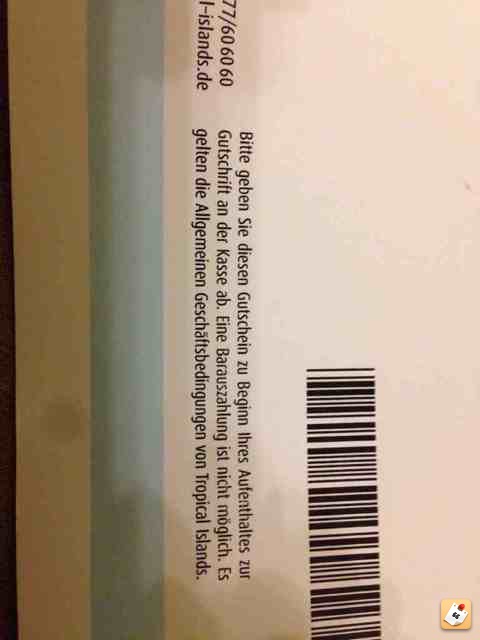 77/60 60 60
l-islands.de
Bitte geben Sie diesen Gutschein zu Beginn Ihres Aufenthaltes zur
Gutschrift an der Kasse ab. Eine Barauszahlung ist nicht möglich. Es
gelten die Allgemeinen Geschäftsbedingungen von Tropical Islands.